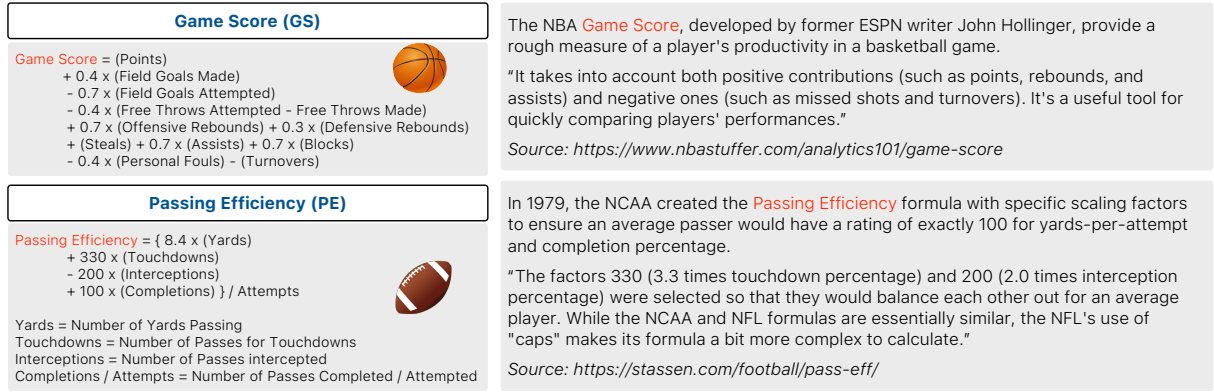 Game Score (GS)
Game Score = (Points)
+ 0.4 x (Field Goals Made)
- 0.7 x (Field Goals Attempted)
- 0.4 x (Free Throws Attempted - Free Throws Made)
+ 0.7 x (Offensive Rebounds) + 0.3 x (Defensive Rebounds)
+ (Steals) + 0.7 x (Assists) + 0.7 x (Blocks)
- 0.4 x (Personal Fouls) - (Turnovers)
The NBA Game Score, developed by former ESPN writer John Hollinger, provide a
rough measure of a player's productivity in a basketball game.
“It takes into account both positive contributions (such as points, rebounds, and
assists) and negative ones (such as missed shots and turnovers). It's a useful tool for
quickly comparing players' performances.”
Source: https://www.nbastuffer.com/analytics101/game-score
Passing Efficiency (PE)
Passing Efficiency = { 8.4 x (Yards)
+ 330 x (Touchdowns)
- 200 x (Interceptions)
+ 100 x (Completions) } / Attempts
Yards = Number of Yards Passing
Touchdowns = Number of Passes for Touchdowns
Interceptions = Number of Passes intercepted
Completions / Attempts = Number of Passes Completed / Attempted
In 1979, the NCAA created the Passing Efficiency formula with specific scaling factors
to ensure an average passer would have a rating of exactly 100 for yards-per-attempt
and completion percentage.
“The factors 330 (3.3 times touchdown percentage) and 200 (2.0 times interception
percentage) were selected so that they would balance each other out for an average
player. While the NCAA and NFL formulas are essentially similar, the NFL's use of
"caps" makes its formula a bit more complex to calculate.”
Source: https://stassen.com/football/pass-eff/